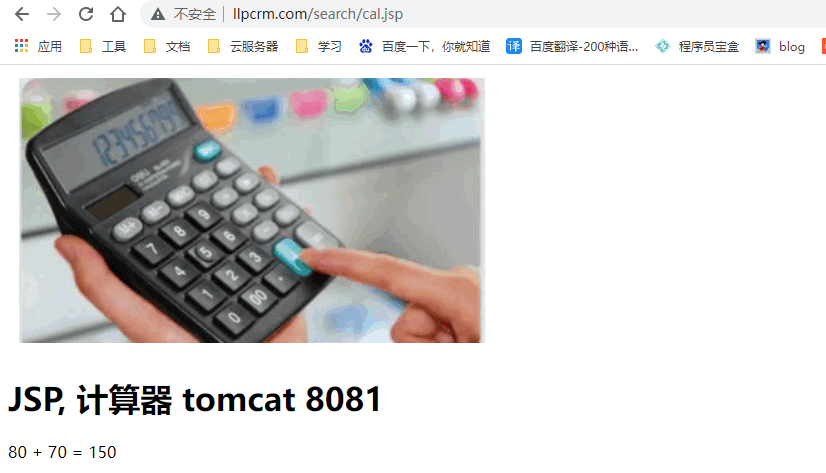 不安全 llpcrm.com/search/cal.jsp
应用 工具 文档 云服务器 学习 百度一下，你就知道 译 百度翻译-200种语... 程序员宝盒 blog
M+
7 8 9
4 5 6
1 2 3
0 00 .
JSP, 计算器 tomcat 8081
80 + 70 = 150